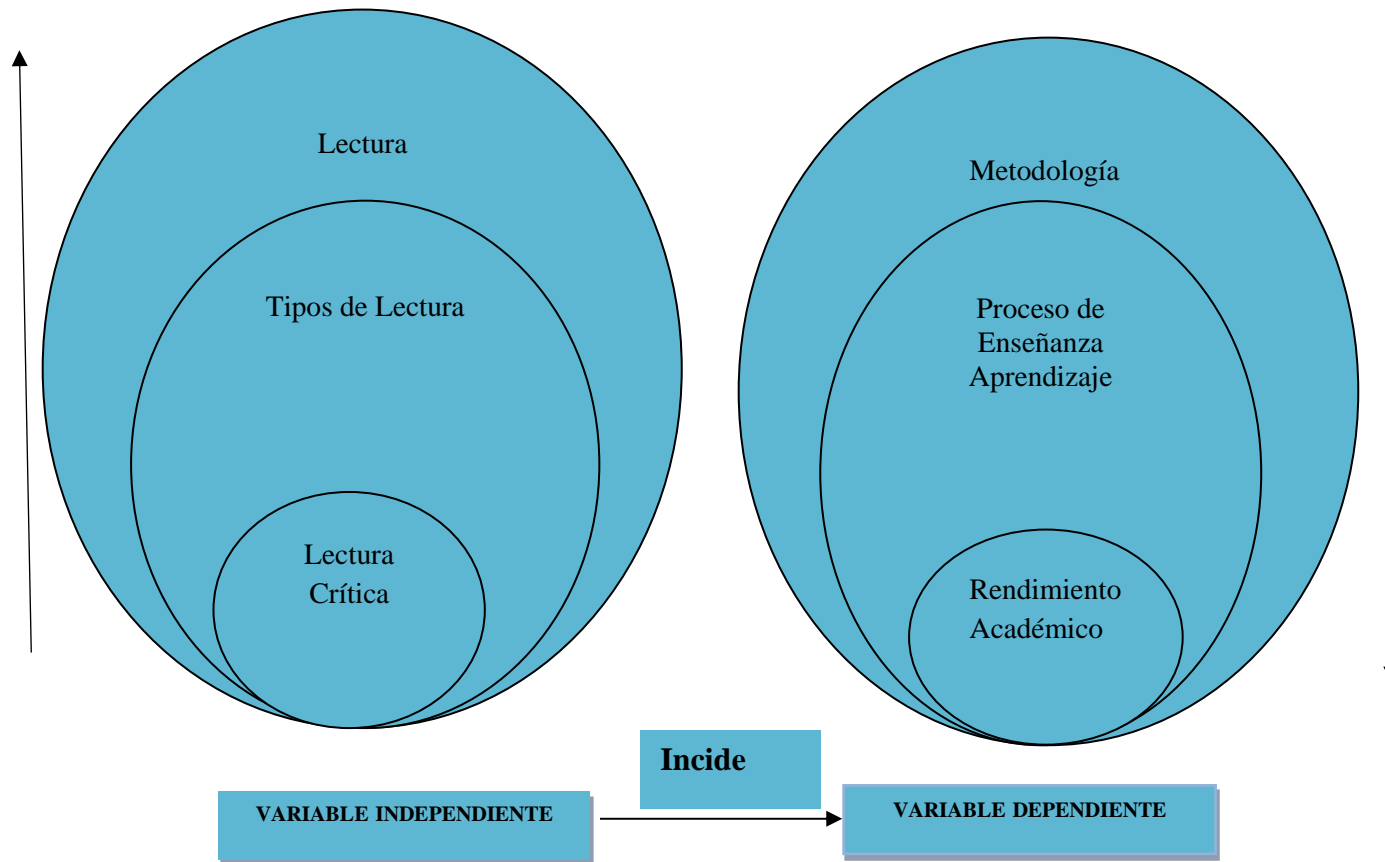 Lectura
Tipos de Lectura
Lectura
Crítica
Metodología
Proceso de
Enseñanza
Aprendizaje
Rendimiento
Académico
Incide
VARIABLE INDEPENDIENTE
VARIABLE DEPENDIENTE